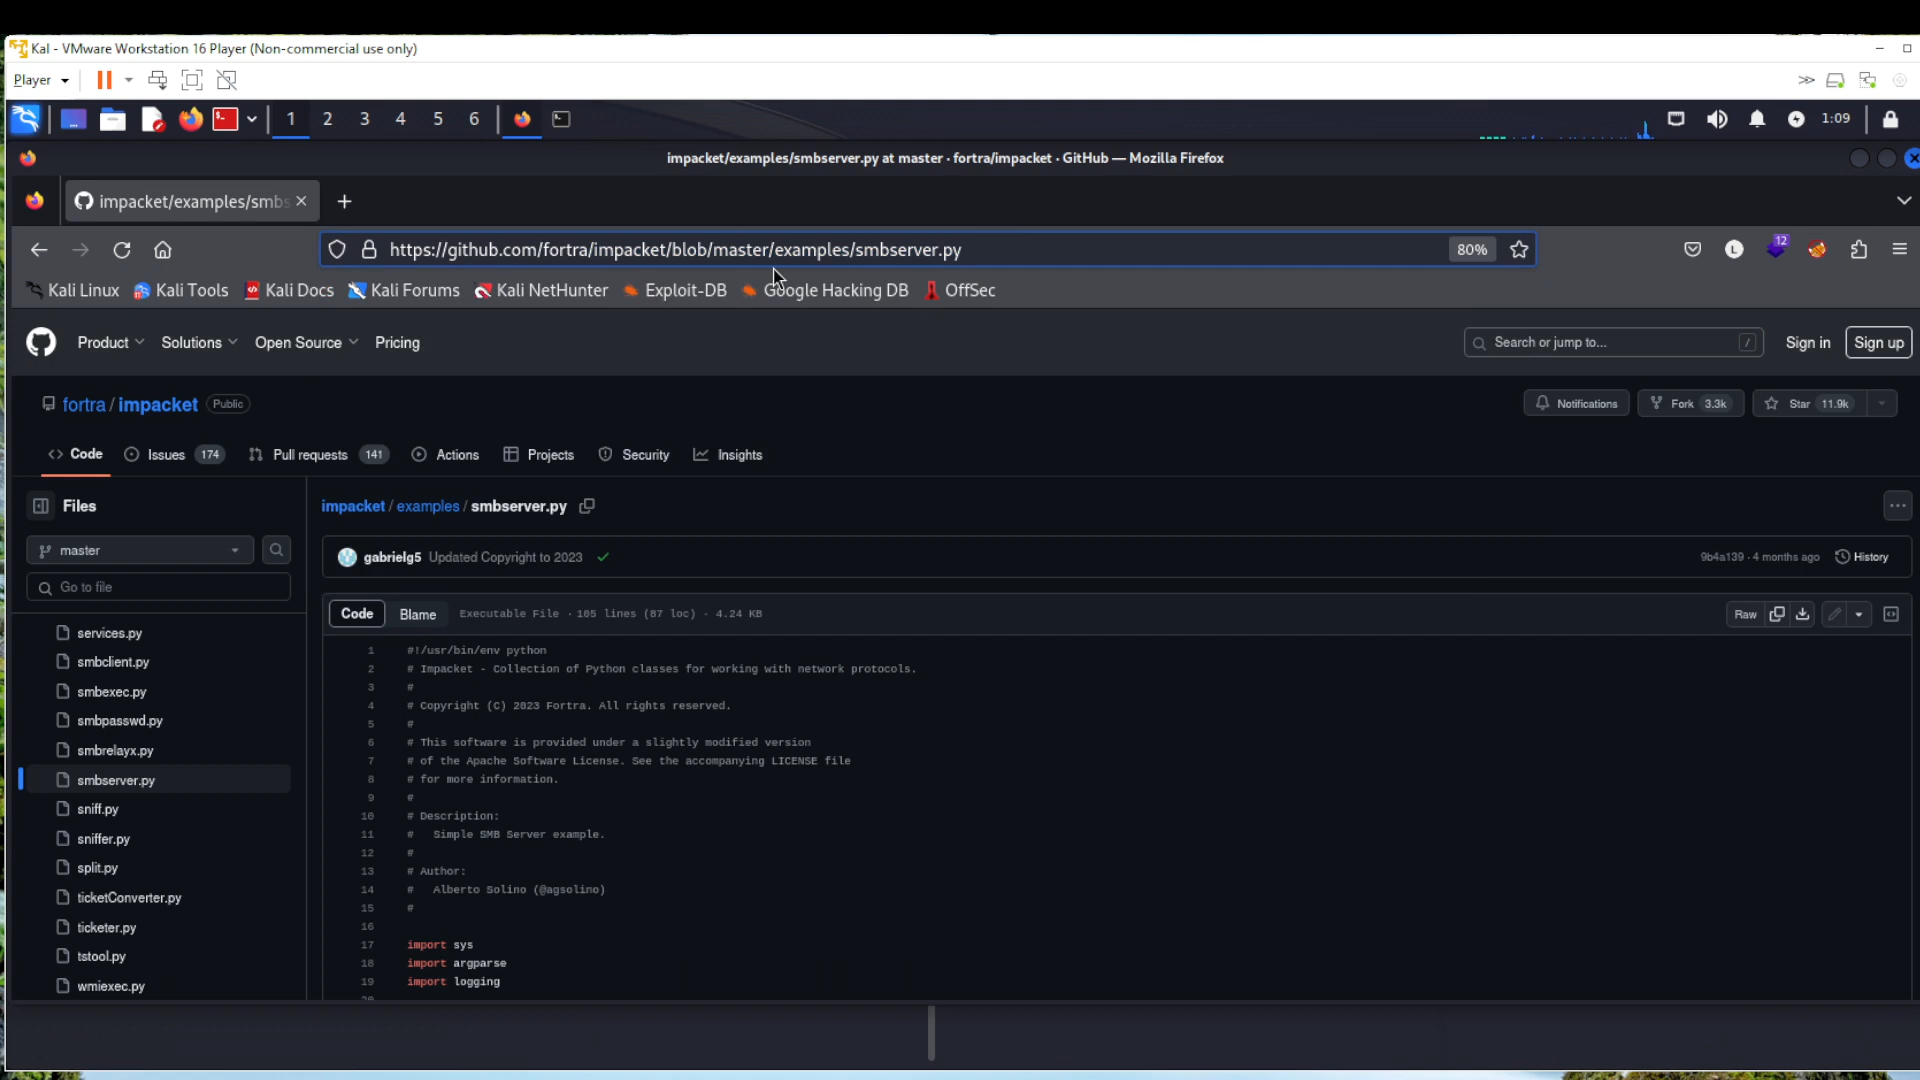 Kal - VMware Workstation 16 Player (Non-commercial use only)
Player
1 2 3 4 5 6
1:09
impacket/examples/smbserver.py at master · fortra/impacket · GitHub — Mozilla Firefox
impacket/examples/smbs
https://github.com/fortra/impacket/blob/master/examples/smbserver.py
80%
L
12
Kali Linux
Kali Tools
Kali Docs
Kali Forums
Kali NetHunter
Exploit-DB
Google Hacking DB
OffSec
Product
Solutions
Open Source
Pricing
Search or jump to...
/
Sign in
Sign up
fortra / impacket
Public
Notifications
Fork 3.3k
Star 11.9k
<> Code
Issues 174
Pull requests 141
Actions
Projects
Security
Insights
Files
impacket / examples / smbserver.py
master
Go to file
gabrielg5 Updated Copyright to 2023
9b4a139 · 4 months ago
History
Code
Blame
Executable File · 105 lines (87 loc) · 4.24 KB
Raw
services.py
smbclient.py
smbexec.py
smbpasswd.py
smbrelayx.py
smbserver.py
sniff.py
sniffer.py
split.py
ticketConverter.py
ticketer.py
tstool.py
wmiexec.py
1 #!/usr/bin/env python
2 # Impacket - Collection of Python classes for working with network protocols.
3 #
4 # Copyright (C) 2023 Fortra. All rights reserved.
5 #
6 # This software is provided under a slightly modified version
7 # of the Apache Software License. See the accompanying LICENSE file
8 # for more information.
9 #
10 # Description:
11 # Simple SMB Server example.
12 #
13 # Author:
14 # Alberto Solino (@agsolino)
15 #
16
17 import sys
18 import argparse
19 import logging
20